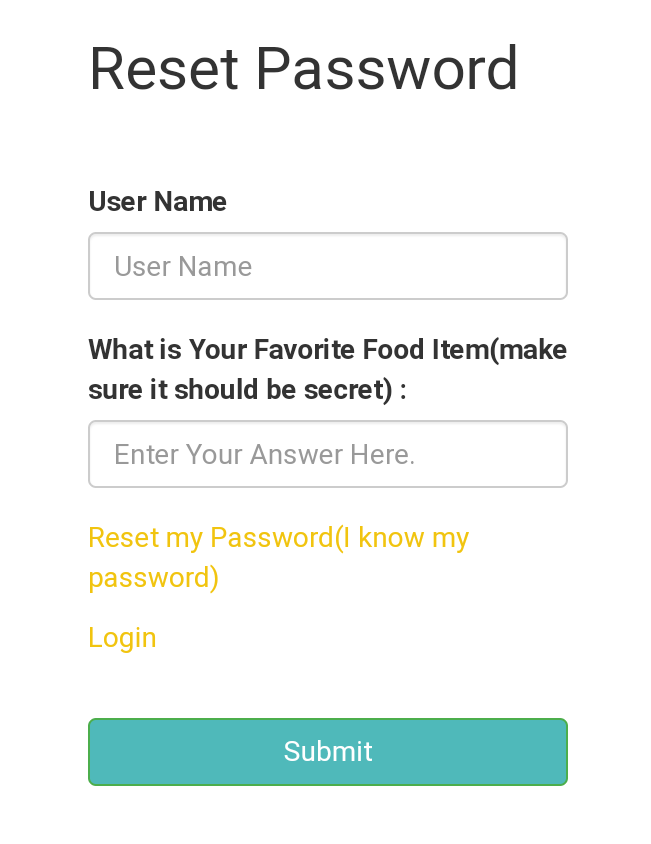 Reset Password
User Name
User Name
What is Your Favorite Food Item(make
sure it should be secret) :
Enter Your Answer Here.
Reset my Password(I know my
password)
Login
Submit